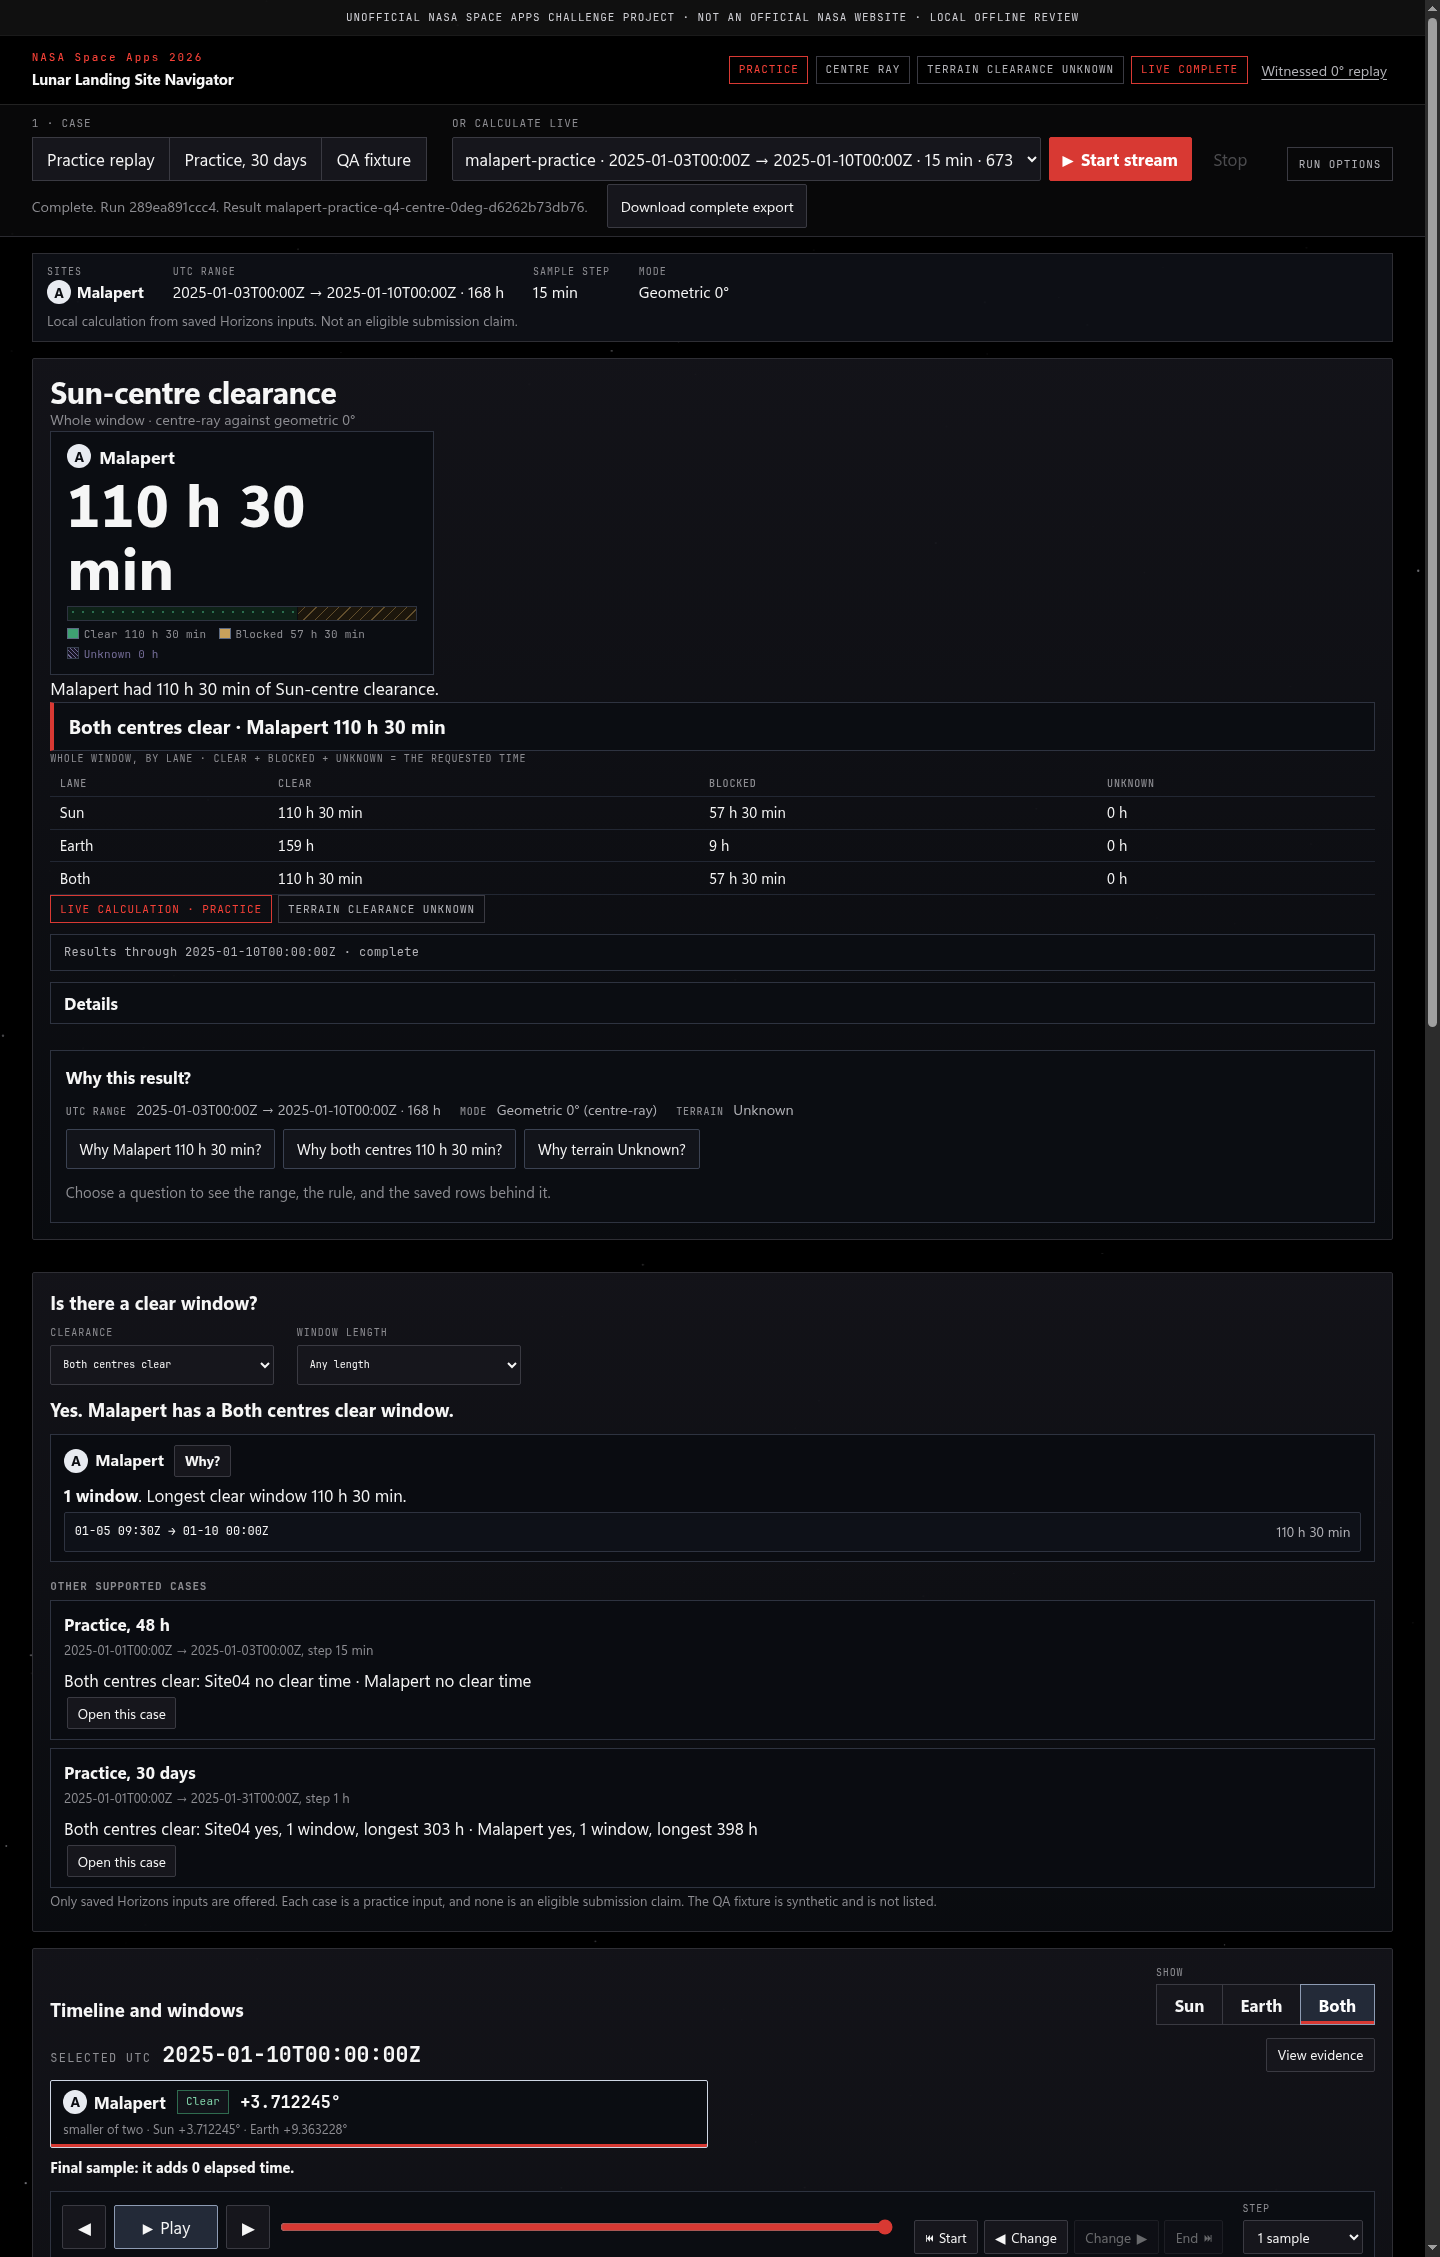 UNOFFICIAL NASA SPACE APPS CHALLENGE PROJECT · NOT AN OFFICIAL NASA WEBSITE · LOCAL OFFLINE REVIEW
NASA Space Apps 2026
Lunar Landing Site Navigator
PRACTICE
CENTRE RAY
TERRAIN CLEARANCE UNKNOWN
LIVE COMPLETE
Witnessed 0° replay
1 · CASE
Practice replay
Practice, 30 days
QA fixture
OR CALCULATE LIVE
malapert-practice · 2025-01-03T00:00Z → 2025-01-10T00:00Z · 15 min · 673
▶ Start stream
Stop
RUN OPTIONS
Complete. Run 289ea891ccc4. Result malapert-practice-q4-centre-0deg-d6262b73db76.
Download complete export
SITES
A Malapert
UTC RANGE
2025-01-03T00:00Z → 2025-01-10T00:00Z · 168 h
SAMPLE STEP
15 min
MODE
Geometric 0°
Local calculation from saved Horizons inputs. Not an eligible submission claim.
Sun-centre clearance
Whole window · centre-ray against geometric 0°
A Malapert
110 h 30
min
Clear 110 h 30 min
Blocked 57 h 30 min
Unknown 0 h
Malapert had 110 h 30 min of Sun-centre clearance.
Both centres clear · Malapert 110 h 30 min
WHOLE WINDOW, BY LANE · CLEAR + BLOCKED + UNKNOWN = THE REQUESTED TIME
LANE CLEAR BLOCKED UNKNOWN
Sun 110 h 30 min 57 h 30 min 0 h
Earth 159 h 9 h 0 h
Both 110 h 30 min 57 h 30 min 0 h
LIVE CALCULATION · PRACTICE
TERRAIN CLEARANCE UNKNOWN
Results through 2025-01-10T00:00:00Z · complete
Details
Why this result?
UTC RANGE 2025-01-03T00:00Z → 2025-01-10T00:00Z · 168 h MODE Geometric 0° (centre-ray) TERRAIN Unknown
Why Malapert 110 h 30 min?
Why both centres 110 h 30 min?
Why terrain Unknown?
Choose a question to see the range, the rule, and the saved rows behind it.
Is there a clear window?
CLEARANCE
Both centres clear
WINDOW LENGTH
Any length
Yes. Malapert has a Both centres clear window.
A Malapert
Why?
1 window. Longest clear window 110 h 30 min.
01-05 09:30Z → 01-10 00:00Z 110 h 30 min
OTHER SUPPORTED CASES
Practice, 48 h
2025-01-01T00:00Z → 2025-01-03T00:00Z, step 15 min
Both centres clear: Site04 no clear time · Malapert no clear time
Open this case
Practice, 30 days
2025-01-01T00:00Z → 2025-01-31T00:00Z, step 1 h
Both centres clear: Site04 yes, 1 window, longest 303 h · Malapert yes, 1 window, longest 398 h
Open this case
Only saved Horizons inputs are offered. Each case is a practice input, and none is an eligible submission claim. The QA fixture is synthetic and is not listed.
Timeline and windows
SHOW
Sun
Earth
Both
SELECTED UTC 2025-01-10T00:00:00Z
View evidence
A Malapert Clear +3.712245°
smaller of two · Sun +3.712245° · Earth +9.363228°
Final sample: it adds 0 elapsed time.
◀
▶ Play
▶
⏮ Start
◀ Change
Change ▶
End ⏭
STEP
1 sample